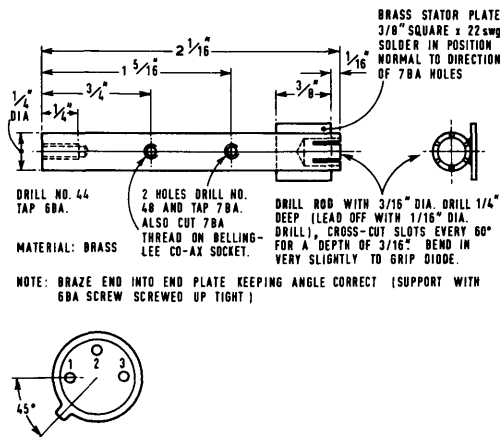 BRASS STATOR PLATE
3/8" SQUARE x 22swg
SOLDER IN POSITION
NORMAL TO DIRECTION
OF 7BA HOLES
2 1/16"
1/16"
1 5/16"
3/8"
3/4"
1/4"
DIA
1/4"
DRILL NO. 44
TAP 6BA.
2 HOLES DRILL NO.
48 AND TAP 7BA.
ALSO CUT 7BA
THREAD ON BELLING-
LEE CO-AX SOCKET.
DRILL ROD WITH 3/16" DIA. DRILL 1/4"
DEEP (LEAD OFF WITH 1/16" DIA.
DRILL), CROSS-CUT SLOTS EVERY 60°
FOR A DEPTH OF 3/16". BEND IN
VERY SLIGHTLY TO GRIP DIODE.
MATERIAL: BRASS
NOTE: BRAZE END INTO END PLATE KEEPING ANGLE CORRECT (SUPPORT WITH
6BA SCREW SCREWED UP TIGHT)
1 2 3
45°